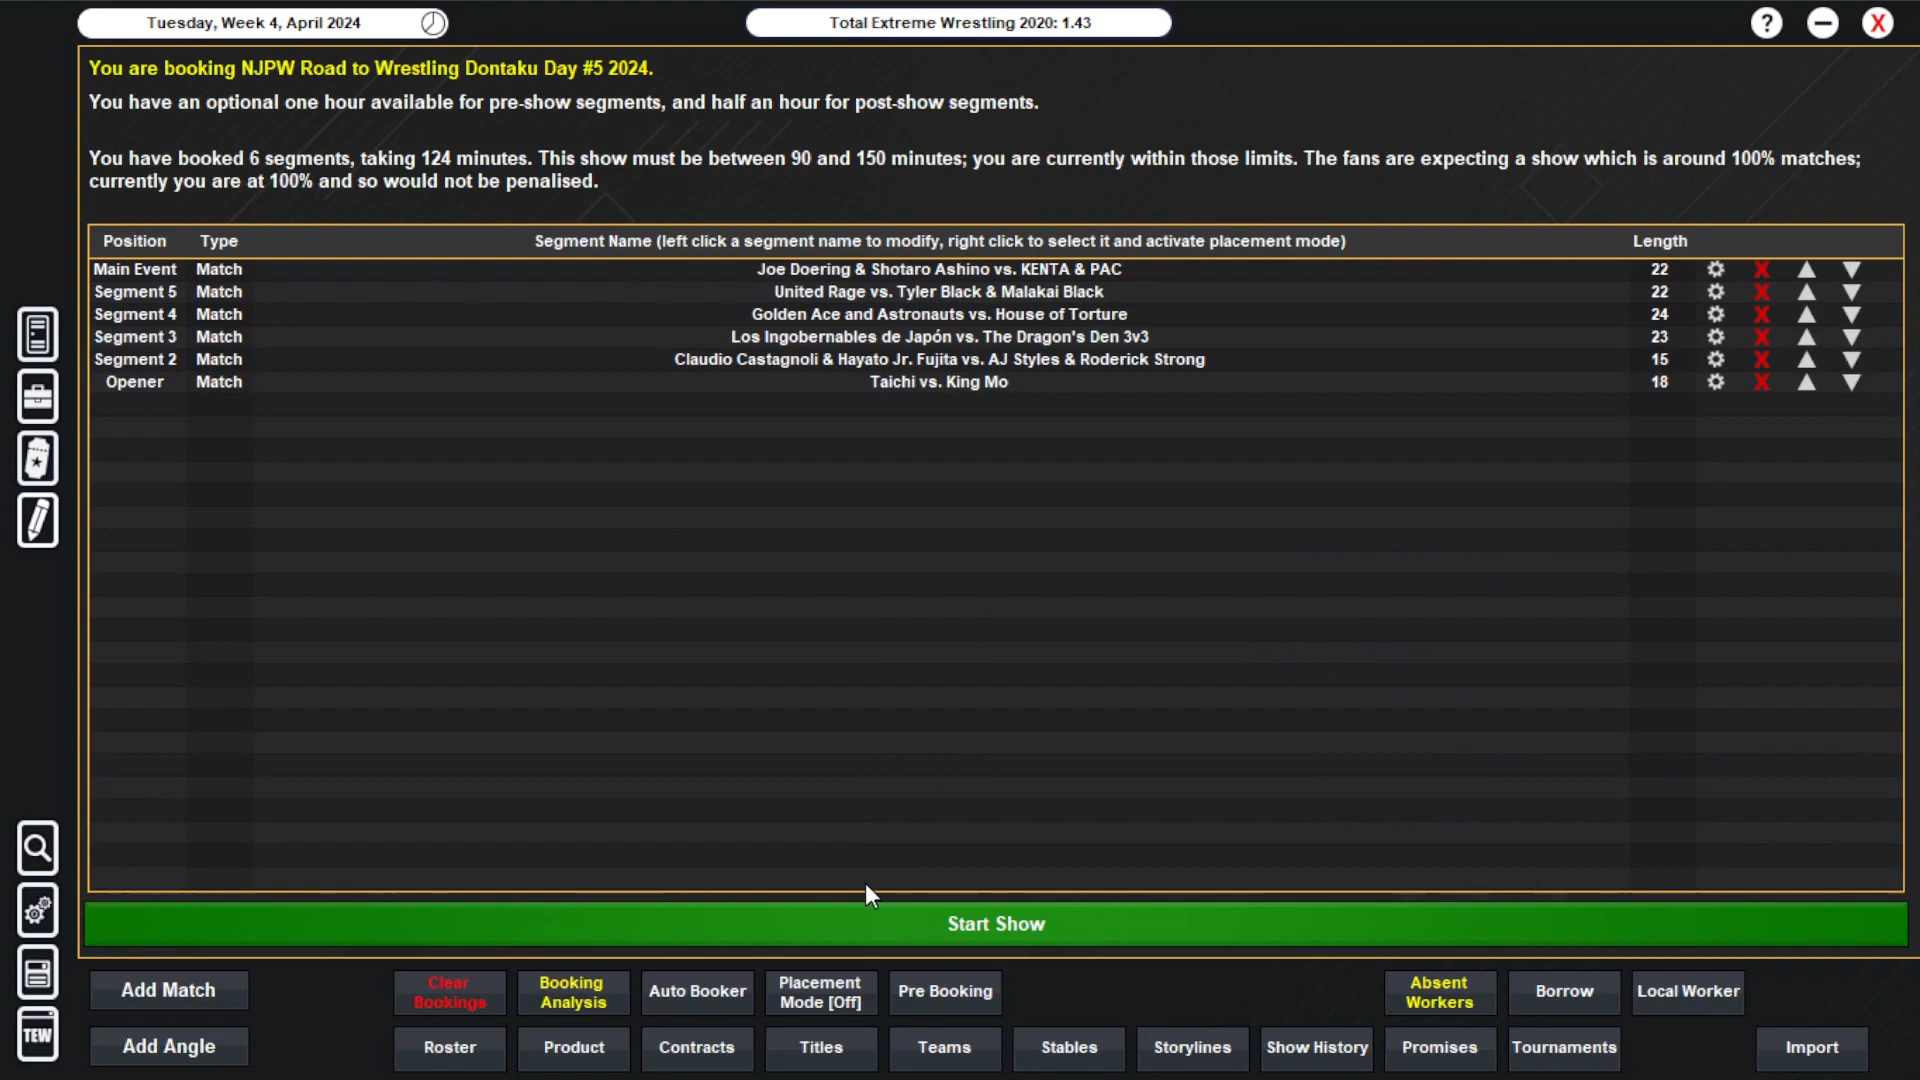 Tuesday, Week 4, April 2024
Total Extreme Wrestling 2020: 1.43
?
X
You are booking NJPW Road to Wrestling Dontaku Day #5 2024.
You have an optional one hour available for pre-show segments, and half an hour for post-show segments.
You have booked 6 segments, taking 124 minutes. This show must be between 90 and 150 minutes; you are currently within those limits. The fans are expecting a show which is around 100% matches;
currently you are at 100% and so would not be penalised.
Position Type Segment Name (left click a segment name to modify, right click to select it and activate placement mode) Length
Main Event Match Joe Doering & Shotaro Ashino vs. KENTA & PAC 22 X
Segment 5 Match United Rage vs. Tyler Black & Malakai Black 22 X
Segment 4 Match Golden Ace and Astronauts vs. House of Torture 24 X
Segment 3 Match Los Ingobernables de Japón vs. The Dragon's Den 3v3 23 X
Segment 2 Match Claudio Castagnoli & Hayato Jr. Fujita vs. AJ Styles & Roderick Strong 15 X
Opener Match Taichi vs. King Mo 18 X
Start Show
Add Match
Clear
Bookings
Booking
Analysis
Auto Booker
Placement
Mode [Off]
Pre Booking
Absent
Workers
Borrow
Local Worker
TEW
Add Angle
Roster
Product
Contracts
Titles
Teams
Stables
Storylines
Show History
Promises
Tournaments
Import